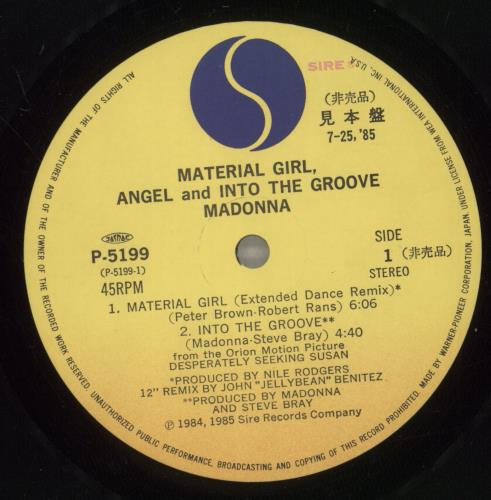 SIRE
(非売品)
見本盤
7-25,'85
MATERIAL GIRL,
ANGEL and INTO THE GROOVE
MADONNA
P-5199
(P-5199-1)
45RPM
SIDE
1 (非売品)
STEREO
1. MATERIAL GIRL (Extended Dance Remix)*
(Peter Brown·Robert Rans) 6:06
2. INTO THE GROOVE**
(Madonna·Steve Bray) 4:40
from the Orion Motion Picture
DESPERATELY SEEKING SUSAN
*PRODUCED BY NILE RODGERS
12" REMIX BY JOHN "JELLYBEAN" BENITEZ
**PRODUCED BY MADONNA
AND STEVE BRAY
℗ 1984, 1985 Sire Records Company
ALL RIGHTS OF THE MANUFACTURER AND OF THE OWNER OF THE RECORDED WORK RESERVED. UNAUTHORIZED PUBLIC PERFORMANCE, BROADCASTING AND COPYING OF THIS RECORD PROHIBITED. MADE BY WARNER-PIONEER CORPORATION, JAPAN. UNDER LICENSE FROM WEA INTERNATIONAL INC., U.S.A.